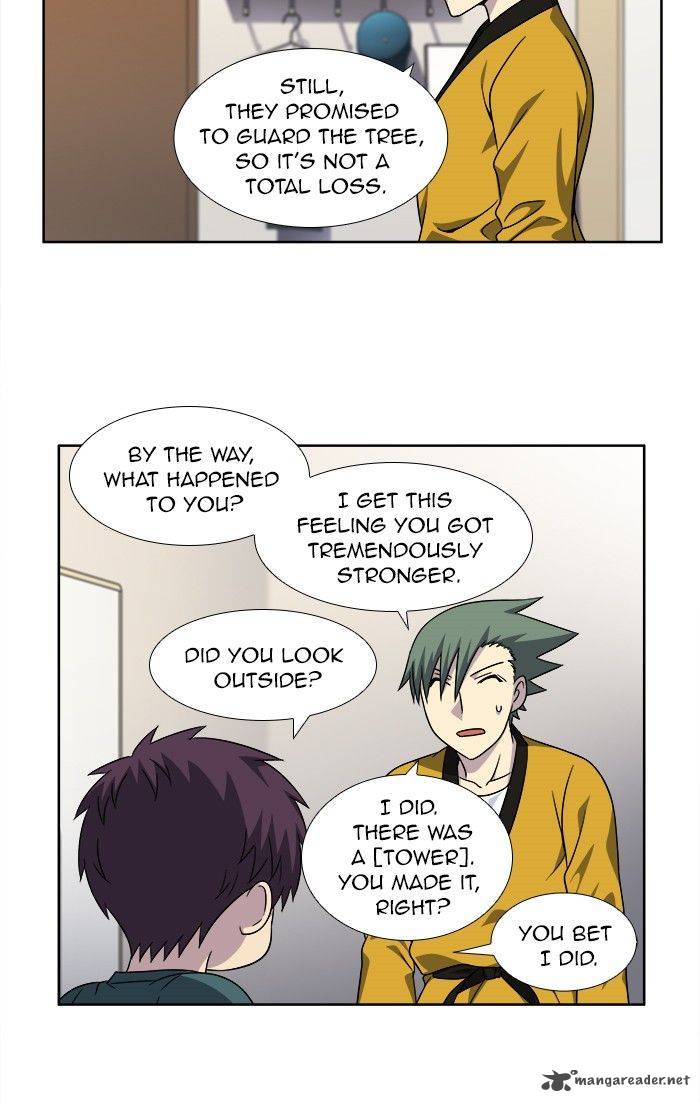 STILL,
THEY PROMISED
TO GUARD THE TREE,
SO IT'S NOT A
TOTAL LOSS.
BY THE WAY,
WHAT HAPPENED
TO YOU?
I GET THIS
FEELING YOU GOT
TREMENDOUSLY
STRONGER.
DID YOU LOOK
OUTSIDE?
I DID.
THERE WAS
A [TOWER].
YOU MADE IT,
RIGHT?
YOU BET
I DID.
mangareader.net